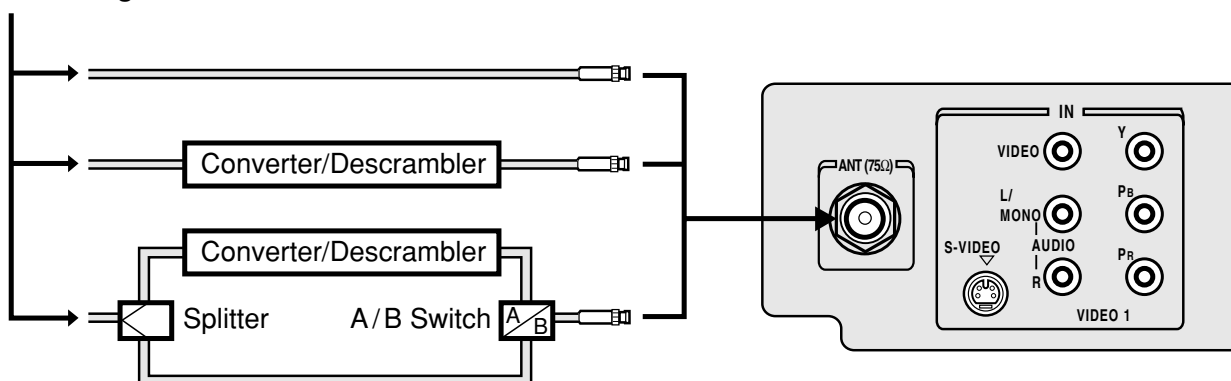 Converter/Descrambler
Converter/Descrambler
Splitter
A/B Switch
A
B
ANT (75Ω)
IN
VIDEO
Y
L/
MONO
PB
S-VIDEO
AUDIO
R
PR
VIDEO 1